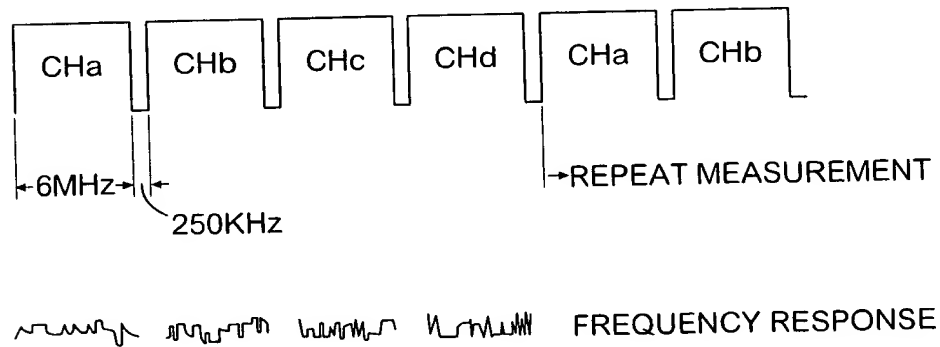 CHa CHb CHc CHd CHa CHb
6MHz
REPEAT MEASUREMENT
250KHz
FREQUENCY RESPONSE